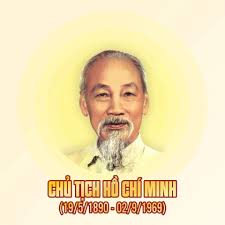 CHỦ TỊCH HỒ CHÍ MINH
(19/5/1890 - 02/9/1969)